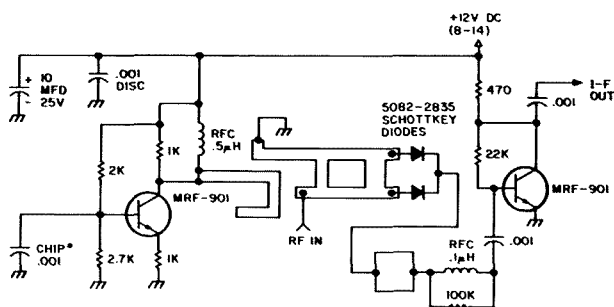 +12V DC
(8-14)
+ 10
MFD
- 25V
.001
DISC
470
I-F
OUT
.001
5082-2835
SCHOTTKEY
DIODES
RFC
.5µH
1K
2K
22K
MRF-901
MRF-901
RF IN
CHIP*
.001
2.7K
1K
.001
RFC
.1µH
100K